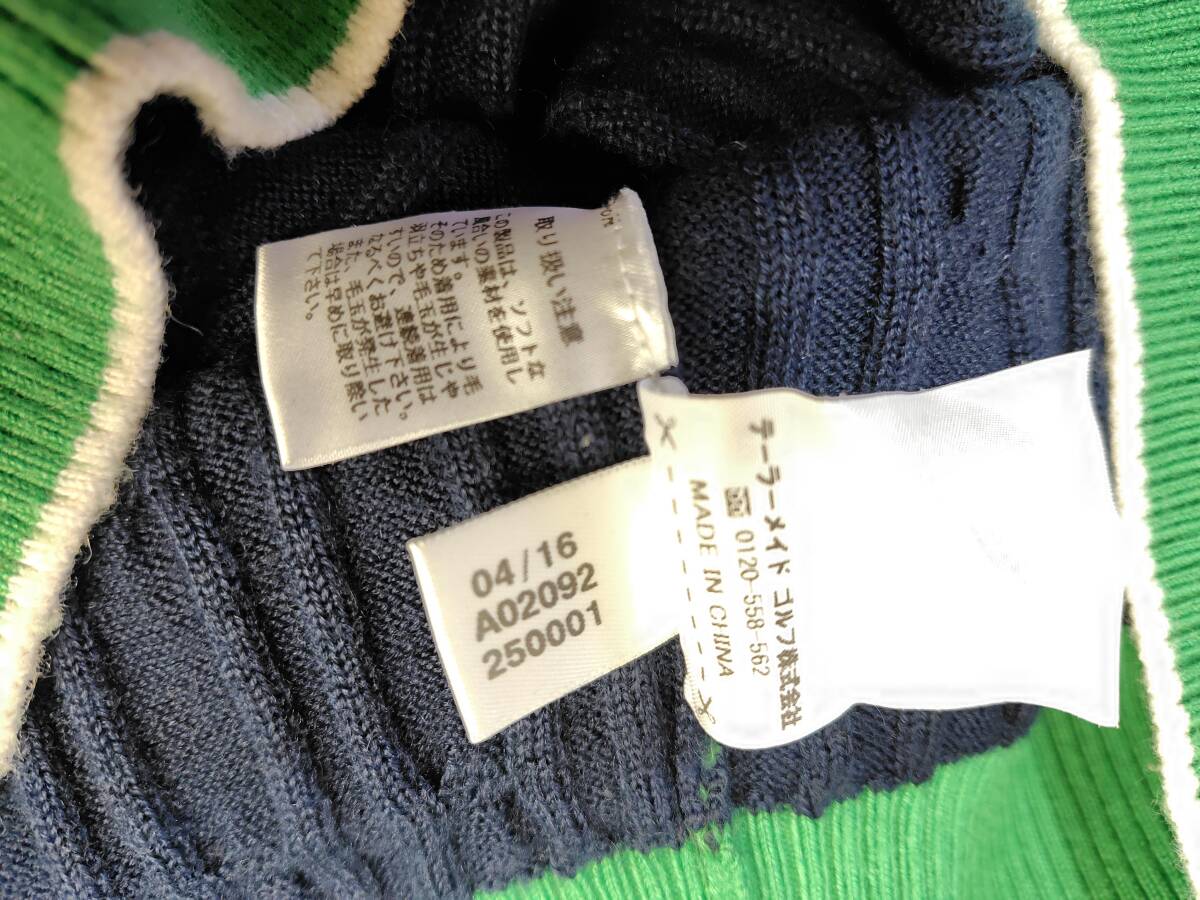 取り扱い注意
この製品は、ソフトな
風合いの素材を使用し
ています。
そのため着用により毛
羽立ちや毛玉が生じや
すいので、連続着用は
なるべくお避け下さい。
また、毛玉が発生した
場合は早めに取り除い
て下さい。
04/16
A02092
250001
テーラーメイド ゴルフ株式会社
0120-558-562
MADE IN CHINA